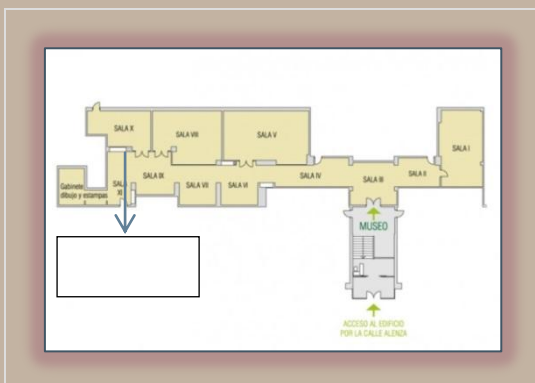 SALA X
SALA VIII
SALA V
SALA I
Gabinete
dibujo y estampas
SALA
XI
SALA IX
SALA VII
SALA VI
SALA IV
SALA III
SALA II
MUSEO
ACCESO AL EDIFICIO
POR LA CALLE ALENZA